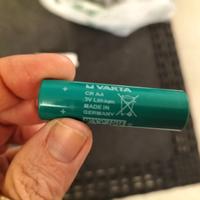 VARTA
CR AA
3V Lithium
MADE IN
GERMANY